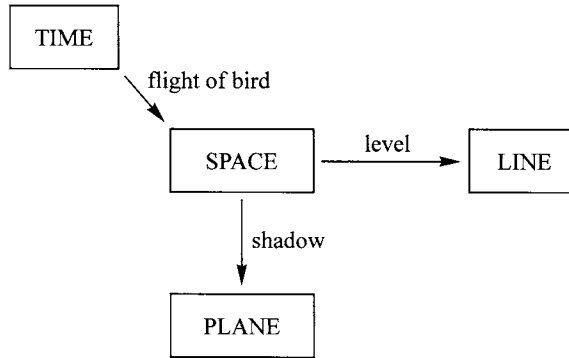 TIME
flight of bird
SPACE
level
LINE
shadow
PLANE